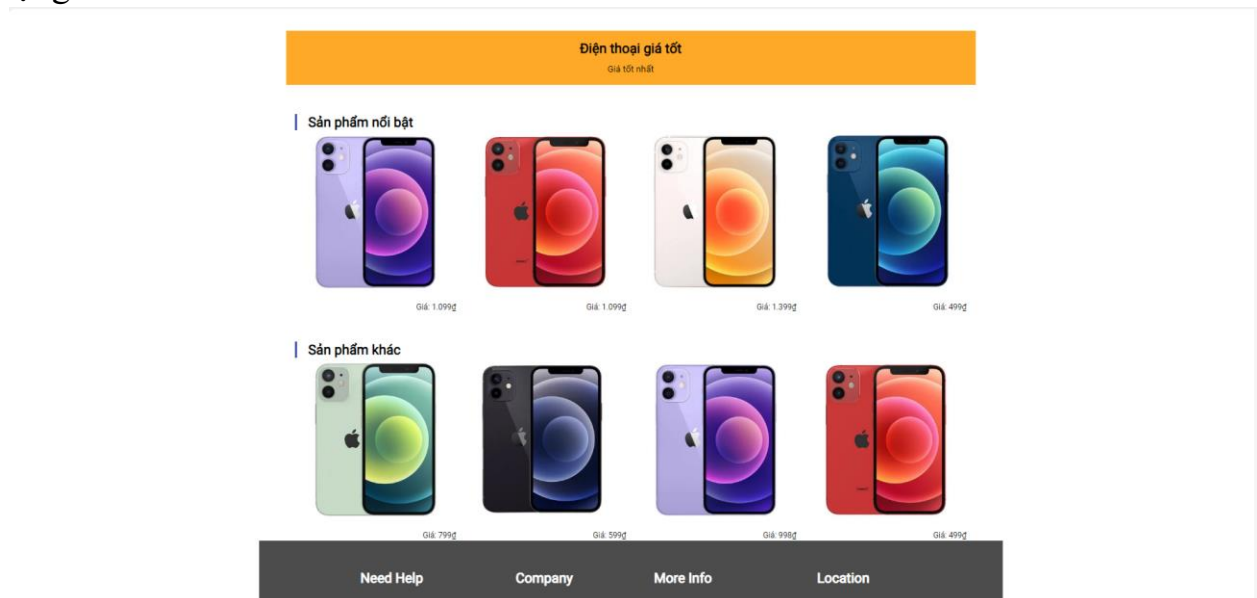 Điện thoại giá tốt
Giá tốt nhất
Sản phẩm nổi bật
Giá: 1.099₫ Giá: 1.099₫ Giá: 1.399₫ Giá: 499₫
Sản phẩm khác
Giá: 799₫ Giá: 599₫ Giá: 998₫ Giá: 499₫
Need Help Company More Info Location